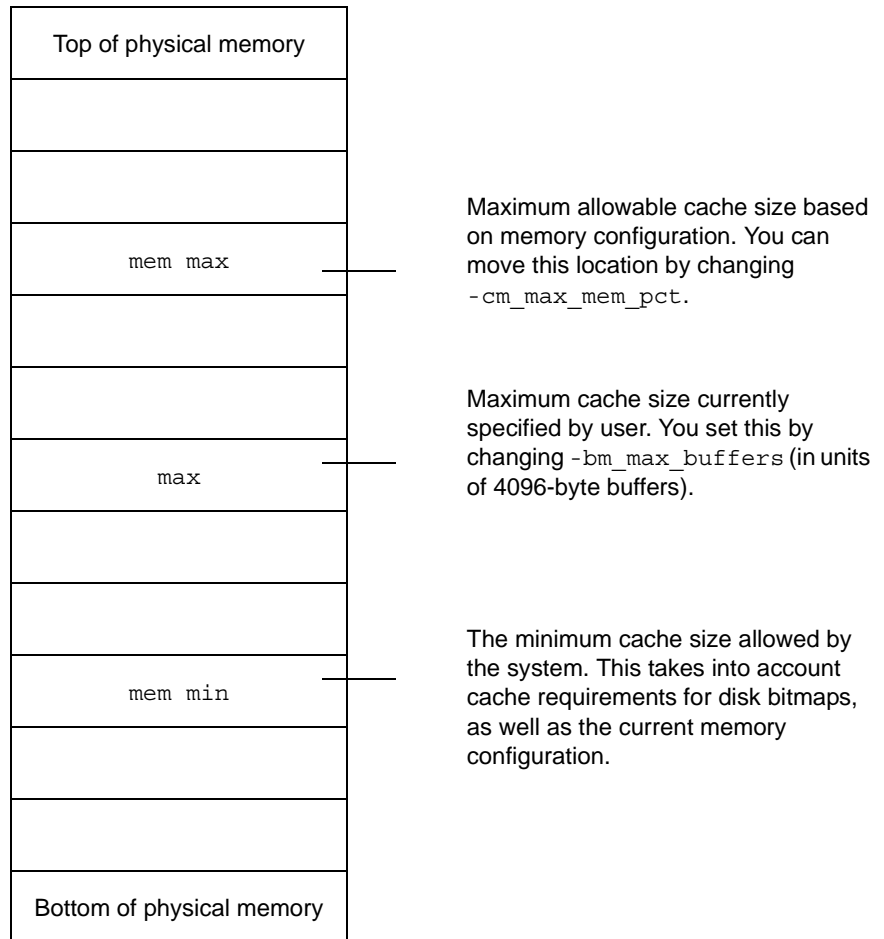 Top of physical memory
mem max
Maximum allowable cache size based
on memory configuration. You can
move this location by changing
-cm_max_mem_pct.
max
Maximum cache size currently
specified by user. You set this by
changing -bm_max_buffers (in units
of 4096-byte buffers).
mem min
The minimum cache size allowed by
the system. This takes into account
cache requirements for disk bitmaps,
as well as the current memory
configuration.
Bottom of physical memory